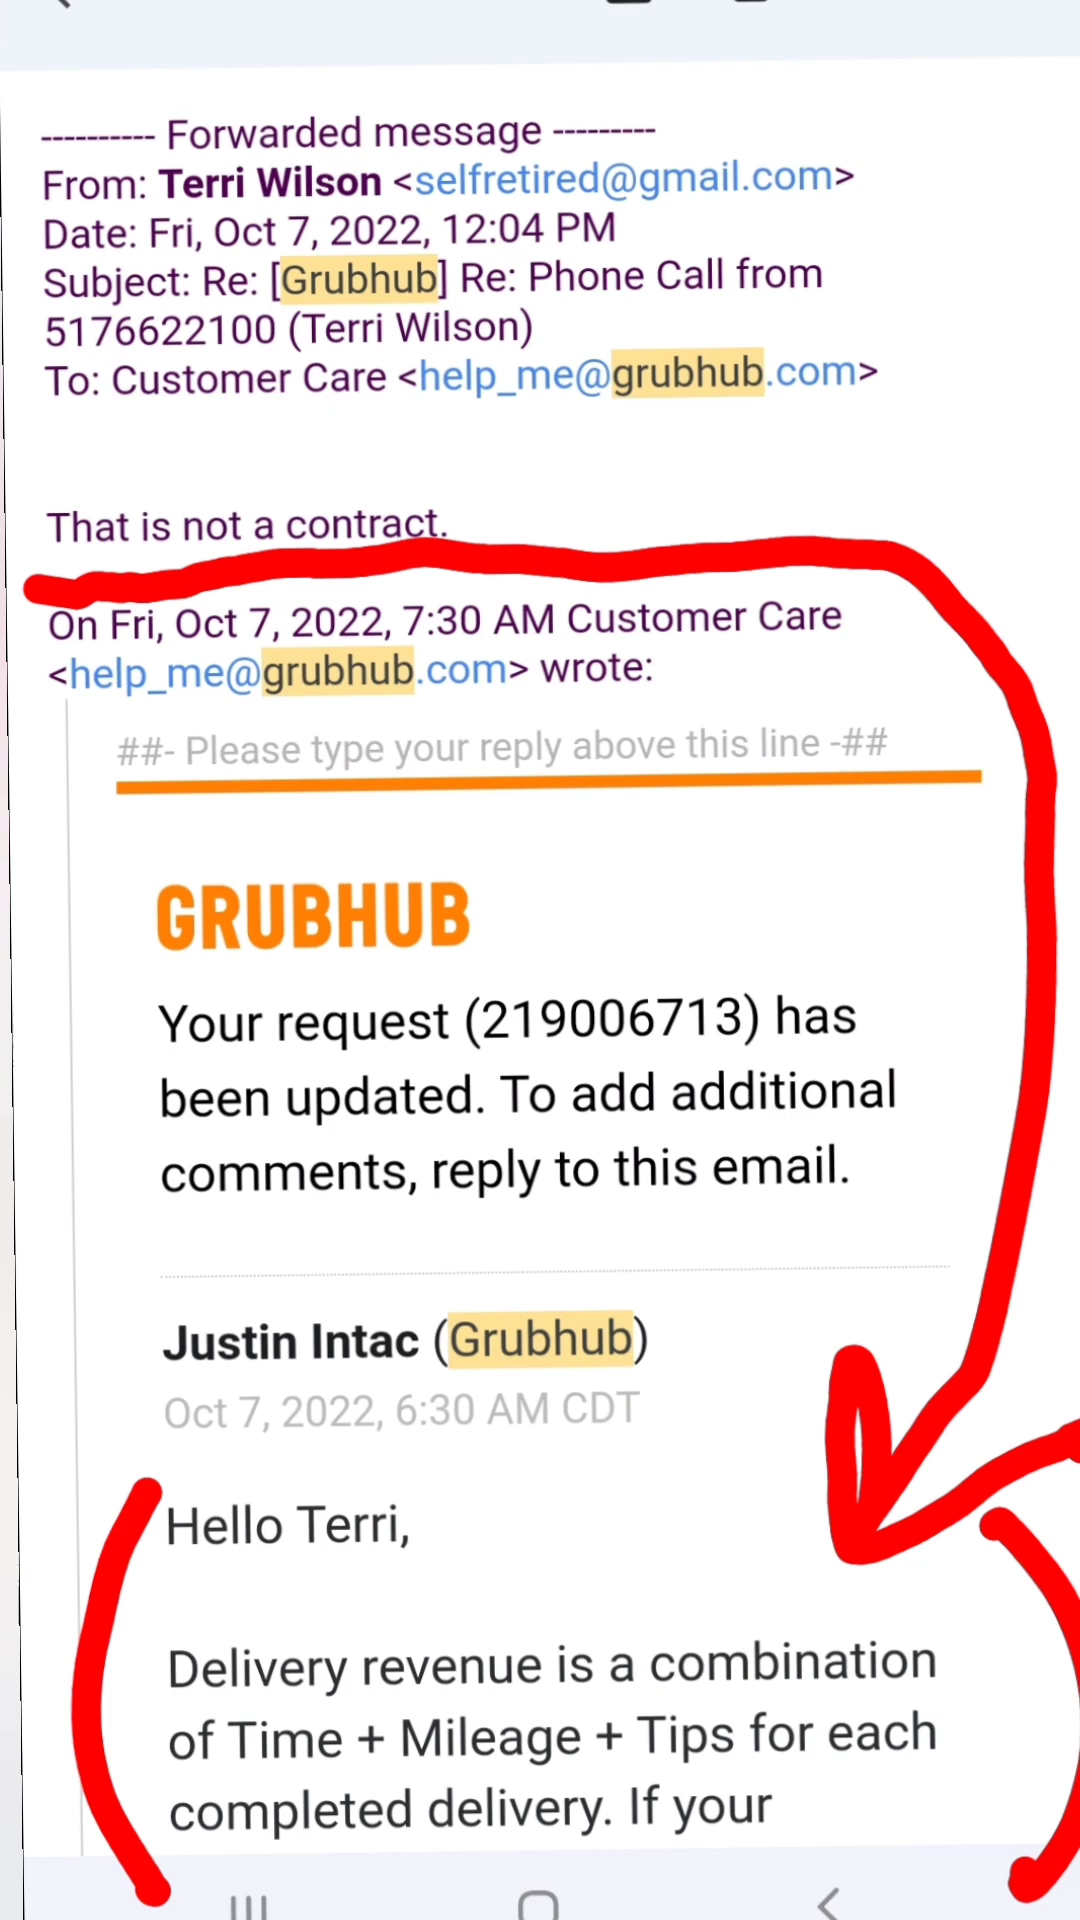 ---------- Forwarded message ---------
From: Terri Wilson <selfretired@gmail.com>
Date: Fri, Oct 7, 2022, 12:04 PM
Subject: Re: [Grubhub] Re: Phone Call from
5176622100 (Terri Wilson)
To: Customer Care <help_me@grubhub.com>
That is not a contract.
On Fri, Oct 7, 2022, 7:30 AM Customer Care
<help_me@grubhub.com> wrote:
##- Please type your reply above this line -##
GRUBHUB
Your request (219006713) has
been updated. To add additional
comments, reply to this email.
Justin Intac (Grubhub)
Oct 7, 2022, 6:30 AM CDT
Hello Terri,
Delivery revenue is a combination
of Time + Mileage + Tips for each
completed delivery. If your